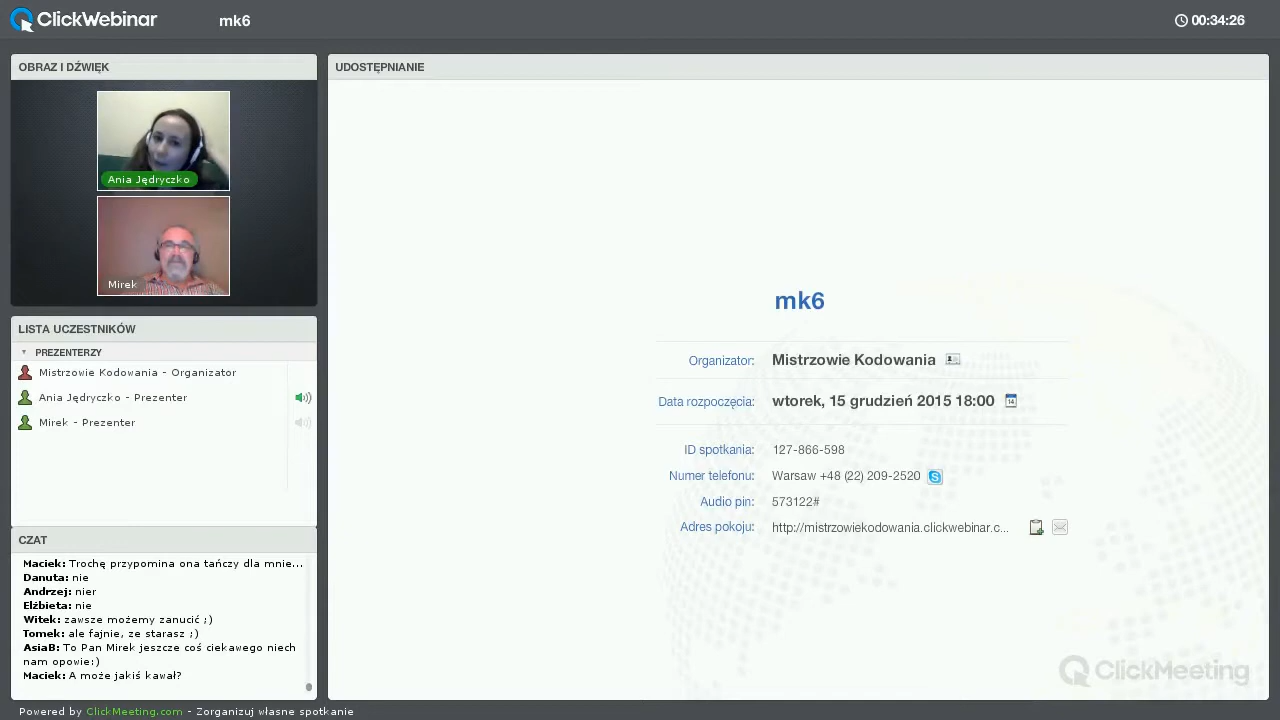 ClickWebinar
mk6
00:34:26
OBRAZ I DŹWIĘK
Ania Jędryczko
Mirek
LISTA UCZESTNIKÓW
PREZENTERZY
Mistrzowie Kodowania - Organizator
Ania Jędryczko - Prezenter
Mirek - Prezenter
CZAT
Maciek: Trochę przypomina ona tańczy dla mnie...
Danuta: nie
Andrzej: nier
Elżbieta: nie
Witek: zawsze możemy zanucić ;)
Tomek: ale fajnie, ze starasz ;)
AsiaB: To Pan Mirek jeszcze coś ciekawego niech
nam opowie:)
Maciek: A może jakiś kawał?
UDOSTĘPNIANIE
mk6
Organizator: Mistrzowie Kodowania
Data rozpoczęcia: wtorek, 15 grudzień 2015 18:00
14
ID spotkania: 127-866-598
Numer telefonu: Warsaw +48 (22) 209-2520
Audio pin: 573122#
Adres pokoju: http://mistrzowiekodowania.clickwebinar.c...
ClickMeeting
Powered by ClickMeeting.com - Zorganizuj własne spotkanie